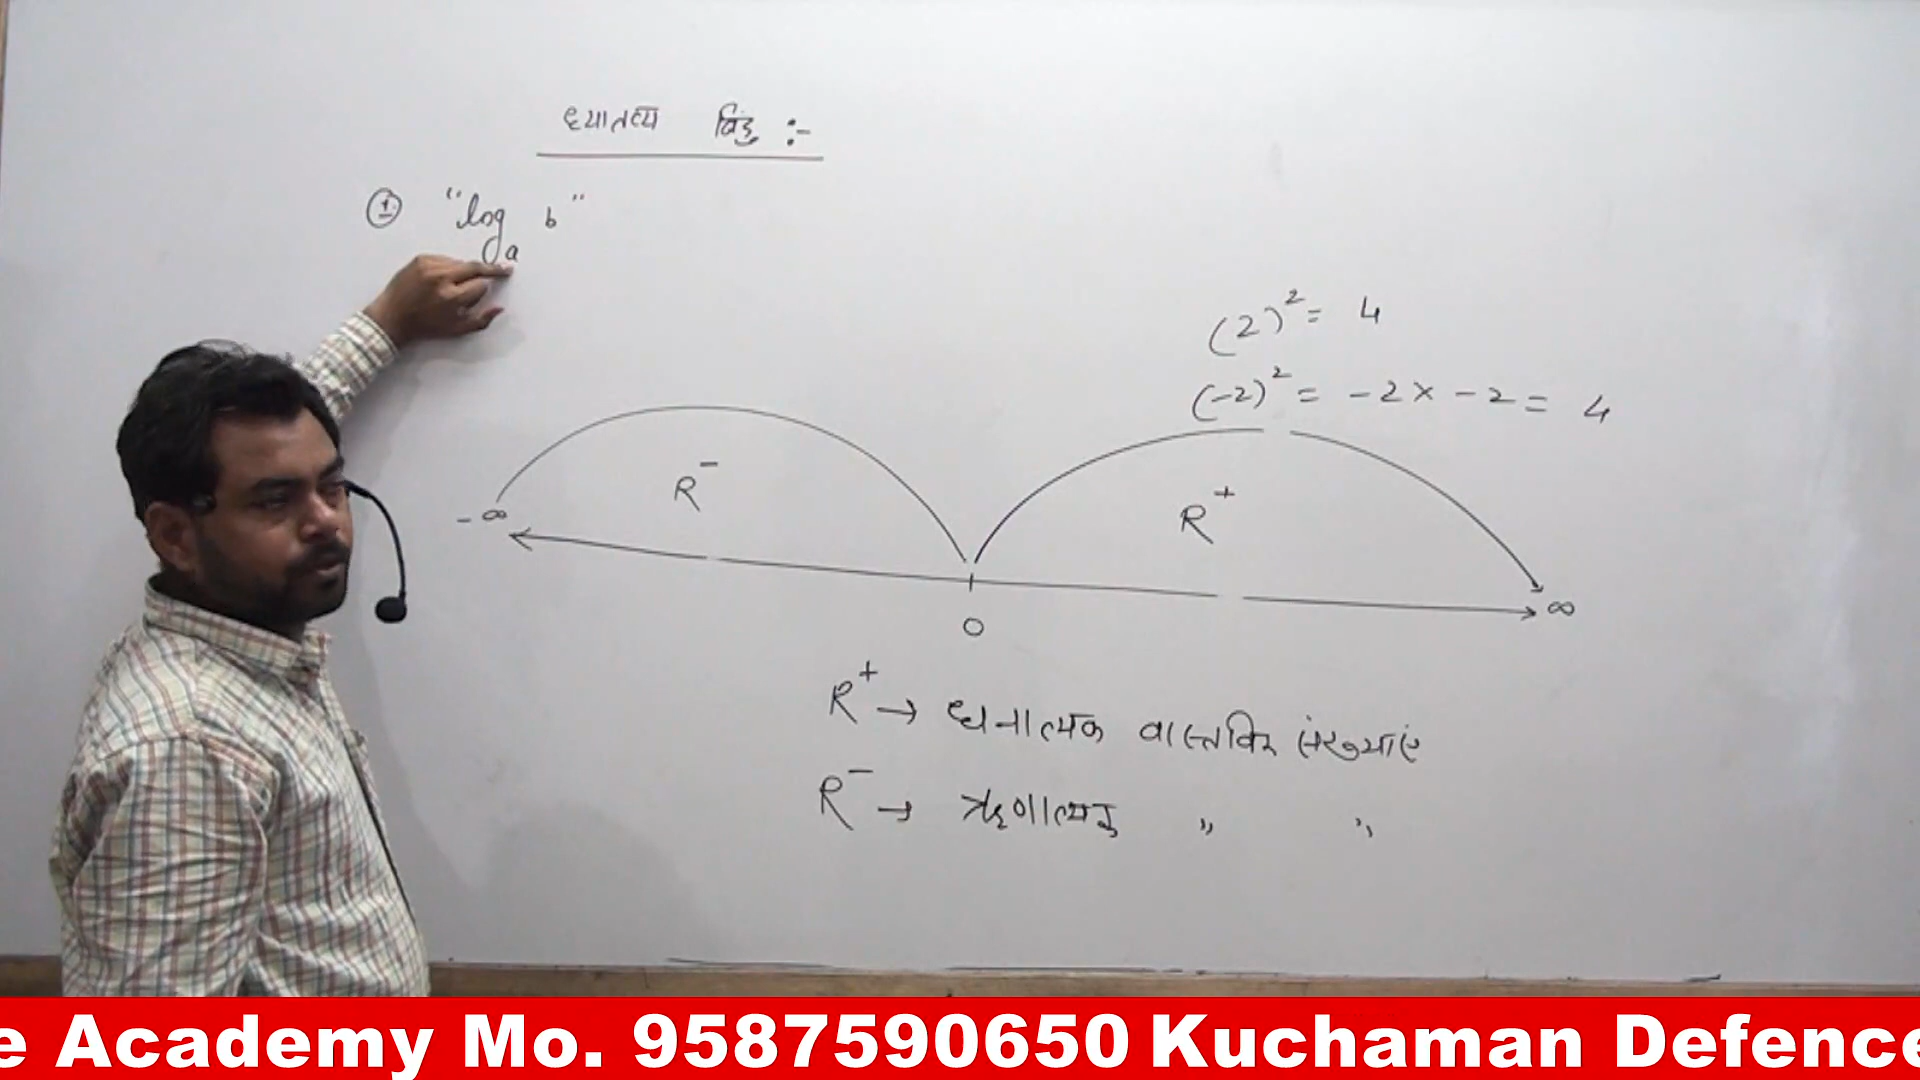 ध्यातव्य बिंदु :-
① "log_a b"
(2)² = 4
(-2)² = -2 × -2 = 4
R⁻ R⁺
-∞ ∞
0
R⁺ → धनात्मक वास्तविक संख्याएं
R⁻ → ऋणात्मक " "
e Academy Mo. 9587590650 Kuchaman Defence